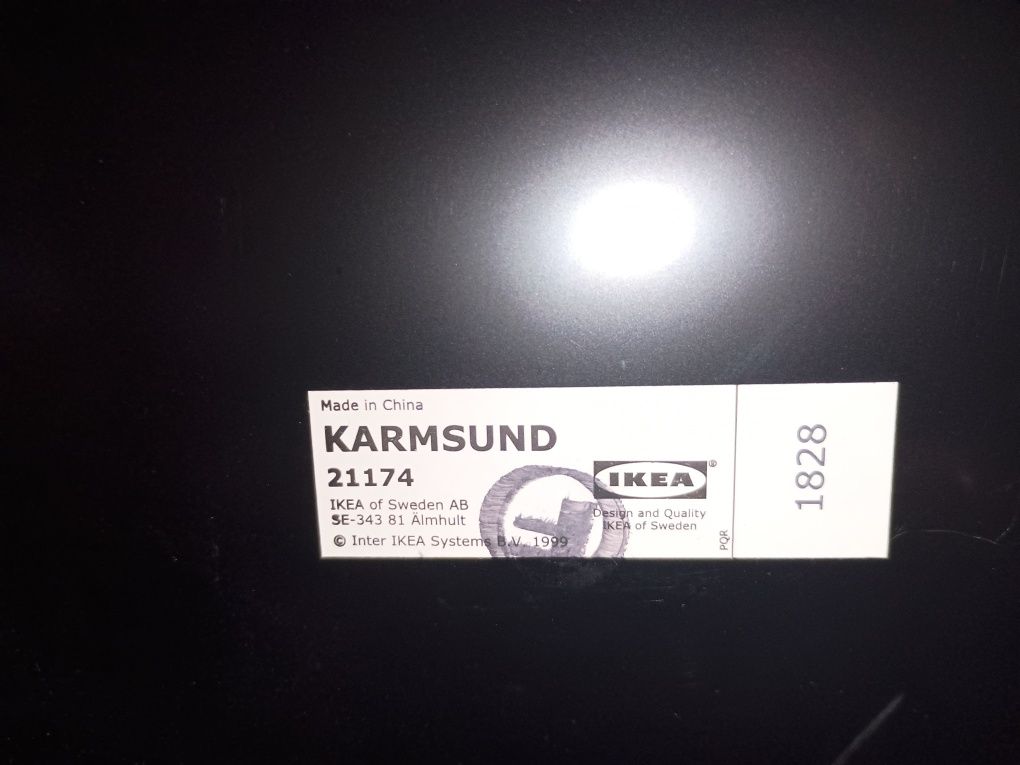 Made in China
KARMSUND
21174
IKEA of Sweden AB
SE-343 81 Älmhult
© Inter IKEA Systems B.V. 1999
IKEA®
Design and Quality
IKEA of Sweden
PQR
1828